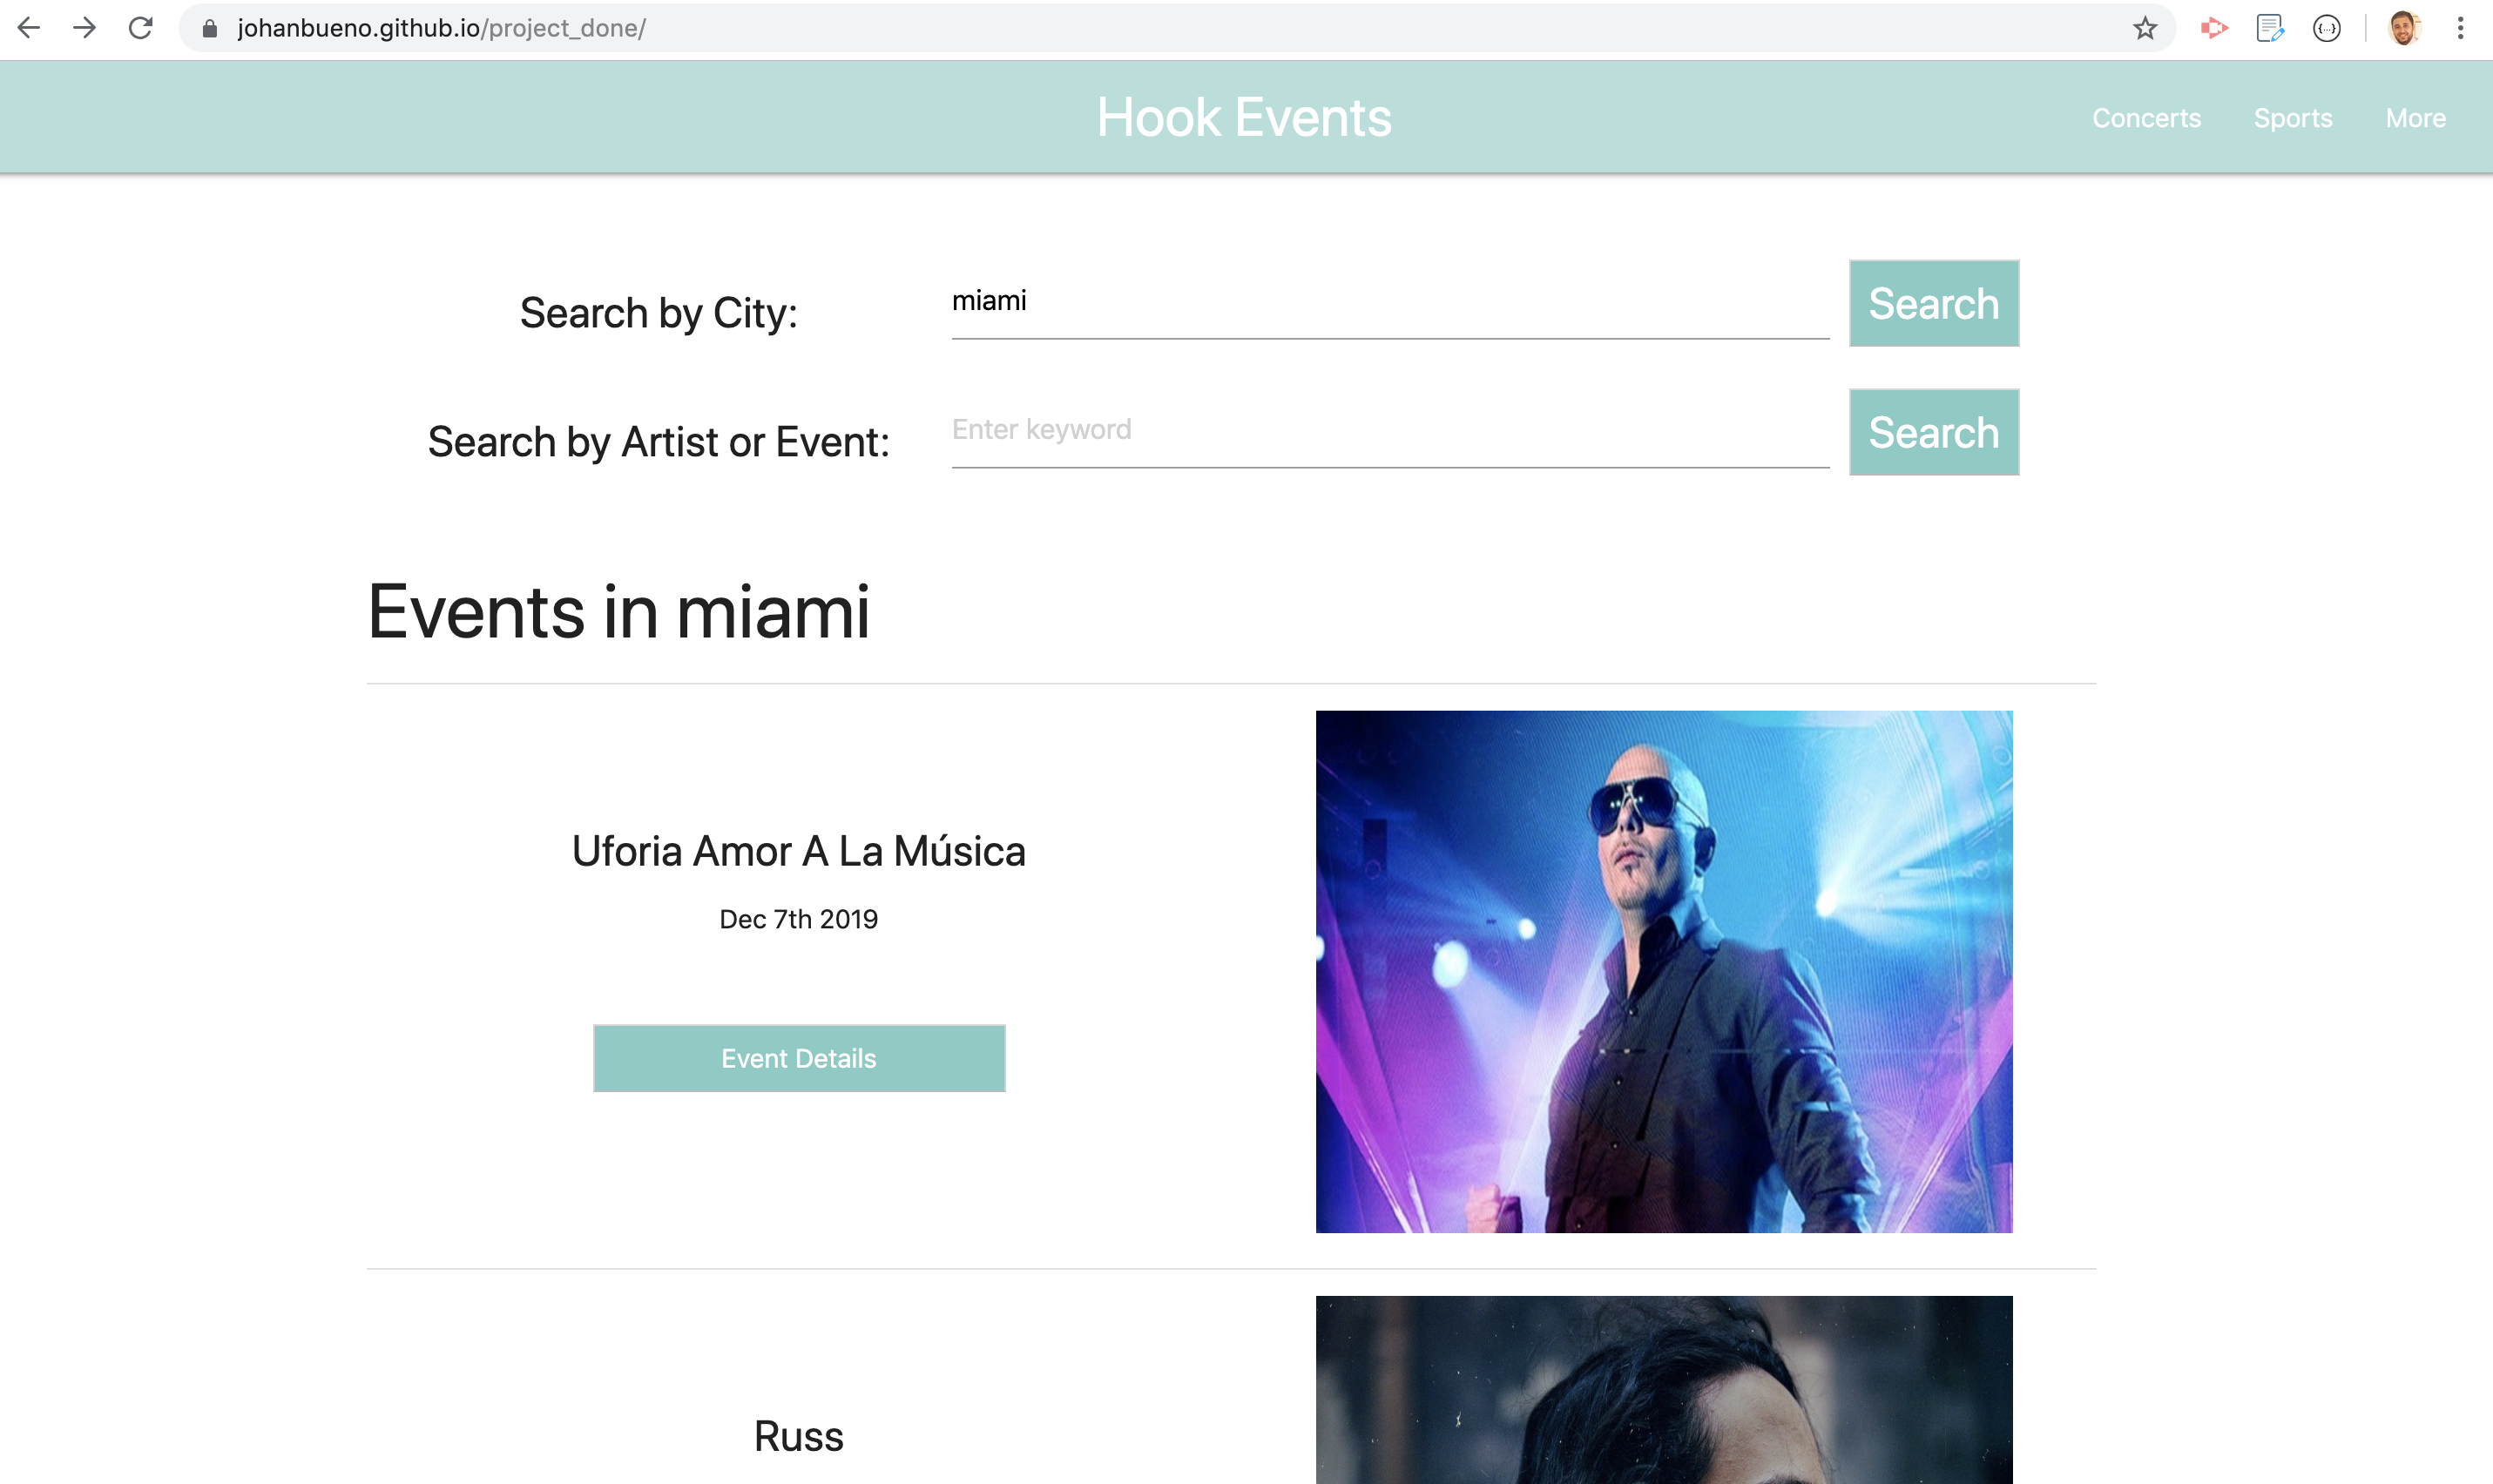 johanbueno.github.io/project_done/
{...}
Hook Events
Concerts Sports More
Search by City: miami Search
Search by Artist or Event: Enter keyword Search
Events in miami
Uforia Amor A La Música
Dec 7th 2019
Event Details
Russ